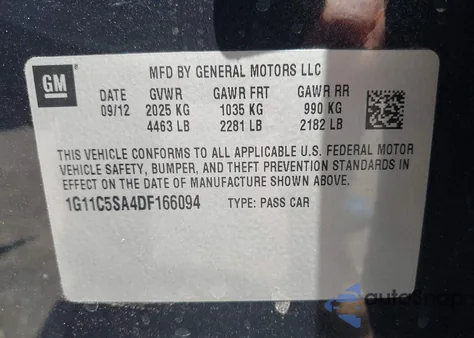 GM
MFD BY GENERAL MOTORS LLC
DATE GVWR GAWR FRT GAWR RR
09/12 2025 KG 1035 KG 990 KG
4463 LB 2281 LB 2182 LB
THIS VEHICLE CONFORMS TO ALL APPLICABLE U.S. FEDERAL MOTOR
VEHICLE SAFETY, BUMPER, AND THEFT PREVENTION STANDARDS IN
EFFECT ON THE DATE OF MANUFACTURE SHOWN ABOVE.
1G11C5SA4DF166094 TYPE: PASS CAR
autoSnap